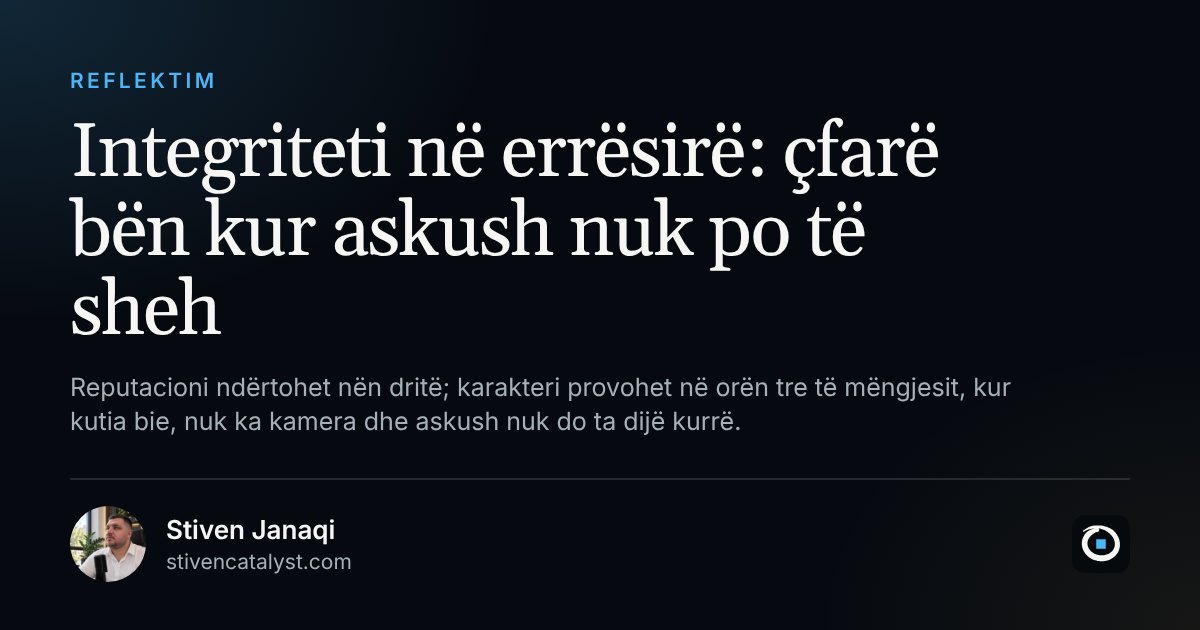 REFLEKTIM
Integriteti në errësirë: çfarë
bën kur askush nuk po të
sheh
Reputacioni ndërtohet nën dritë; karakteri provohet në orën tre të mëngjesit, kur
kutia bie, nuk ka kamera dhe askush nuk do ta dijë kurrë.
Stiven Janaqi
stivencatalyst.com